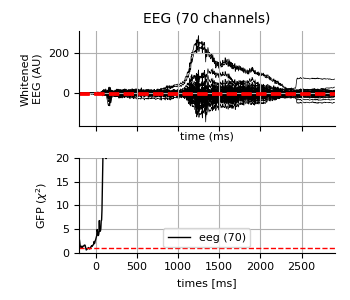 EEG (70 channels)
Whitened
EEG (AU)
200
0
time (ms)
GFP (χ²)
20
15
10
5
0
eeg (70)
0 500 1000 1500 2000 2500
times [ms]